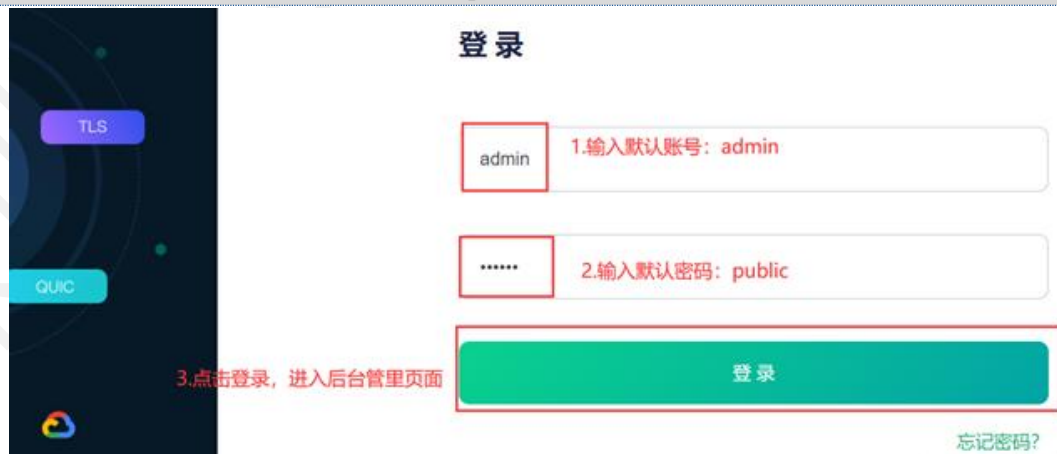 登录
TLS
admin
1.输入默认账号：admin
••••••
2.输入默认密码：public
QUIC
登录
3.点击登录，进入后台管里页面
忘记密码?